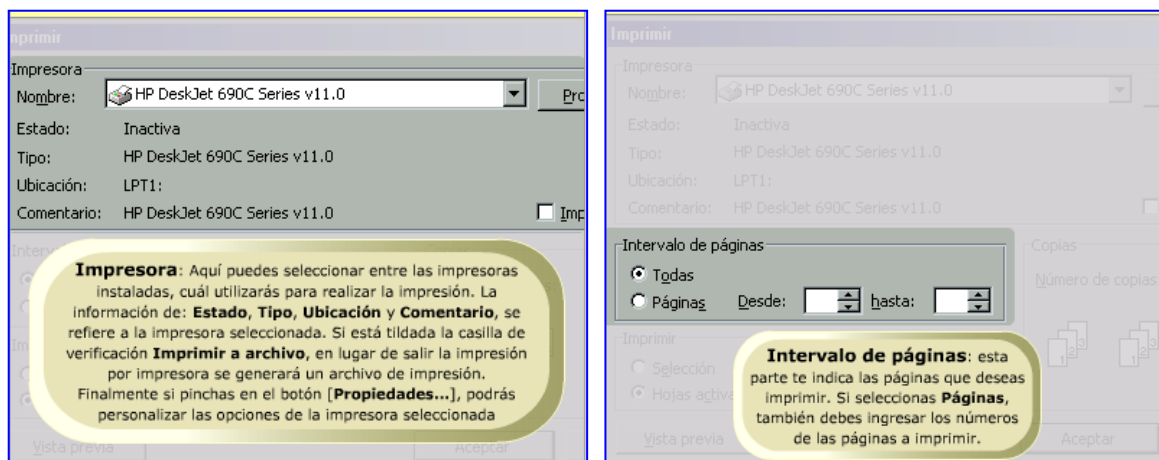 Imprimir
Impresora
Nombre: HP DeskJet 690C Series v11.0
Estado: Inactiva
Tipo: HP DeskJet 690C Series v11.0
Ubicación: LPT1:
Comentario: HP DeskJet 690C Series v11.0
Impresora: Aquí puedes seleccionar entre las impresoras
instaladas, cuál utilizarás para realizar la impresión. La
información de: Estado, Tipo, Ubicación y Comentario, se
refiere a la impresora seleccionada. Si está tildada la casilla de
verificación Imprimir a archivo, en lugar de salir la impresión
por impresora se generará un archivo de impresión.
Finalmente si pinchas en el botón [Propiedades...], podrás
personalizar las opciones de la impresora seleccionada
Vista previa Aceptar
Imprimir
Impresora
Nombre: HP DeskJet 690C Series v11.0
Estado: Inactiva
Tipo: HP DeskJet 690C Series v11.0
Ubicación: LPT1:
Comentario: HP DeskJet 690C Series v11.0
Intervalo de páginas
Todas
Páginas Desde: hasta:
Copias
Número de copias
Imprimir
Selección
Hojas
Intervalo de páginas: esta
parte te indica las páginas que deseas
imprimir. Si seleccionas Páginas,
también debes ingresar los números
de las páginas a imprimir.
Vista previa Aceptar